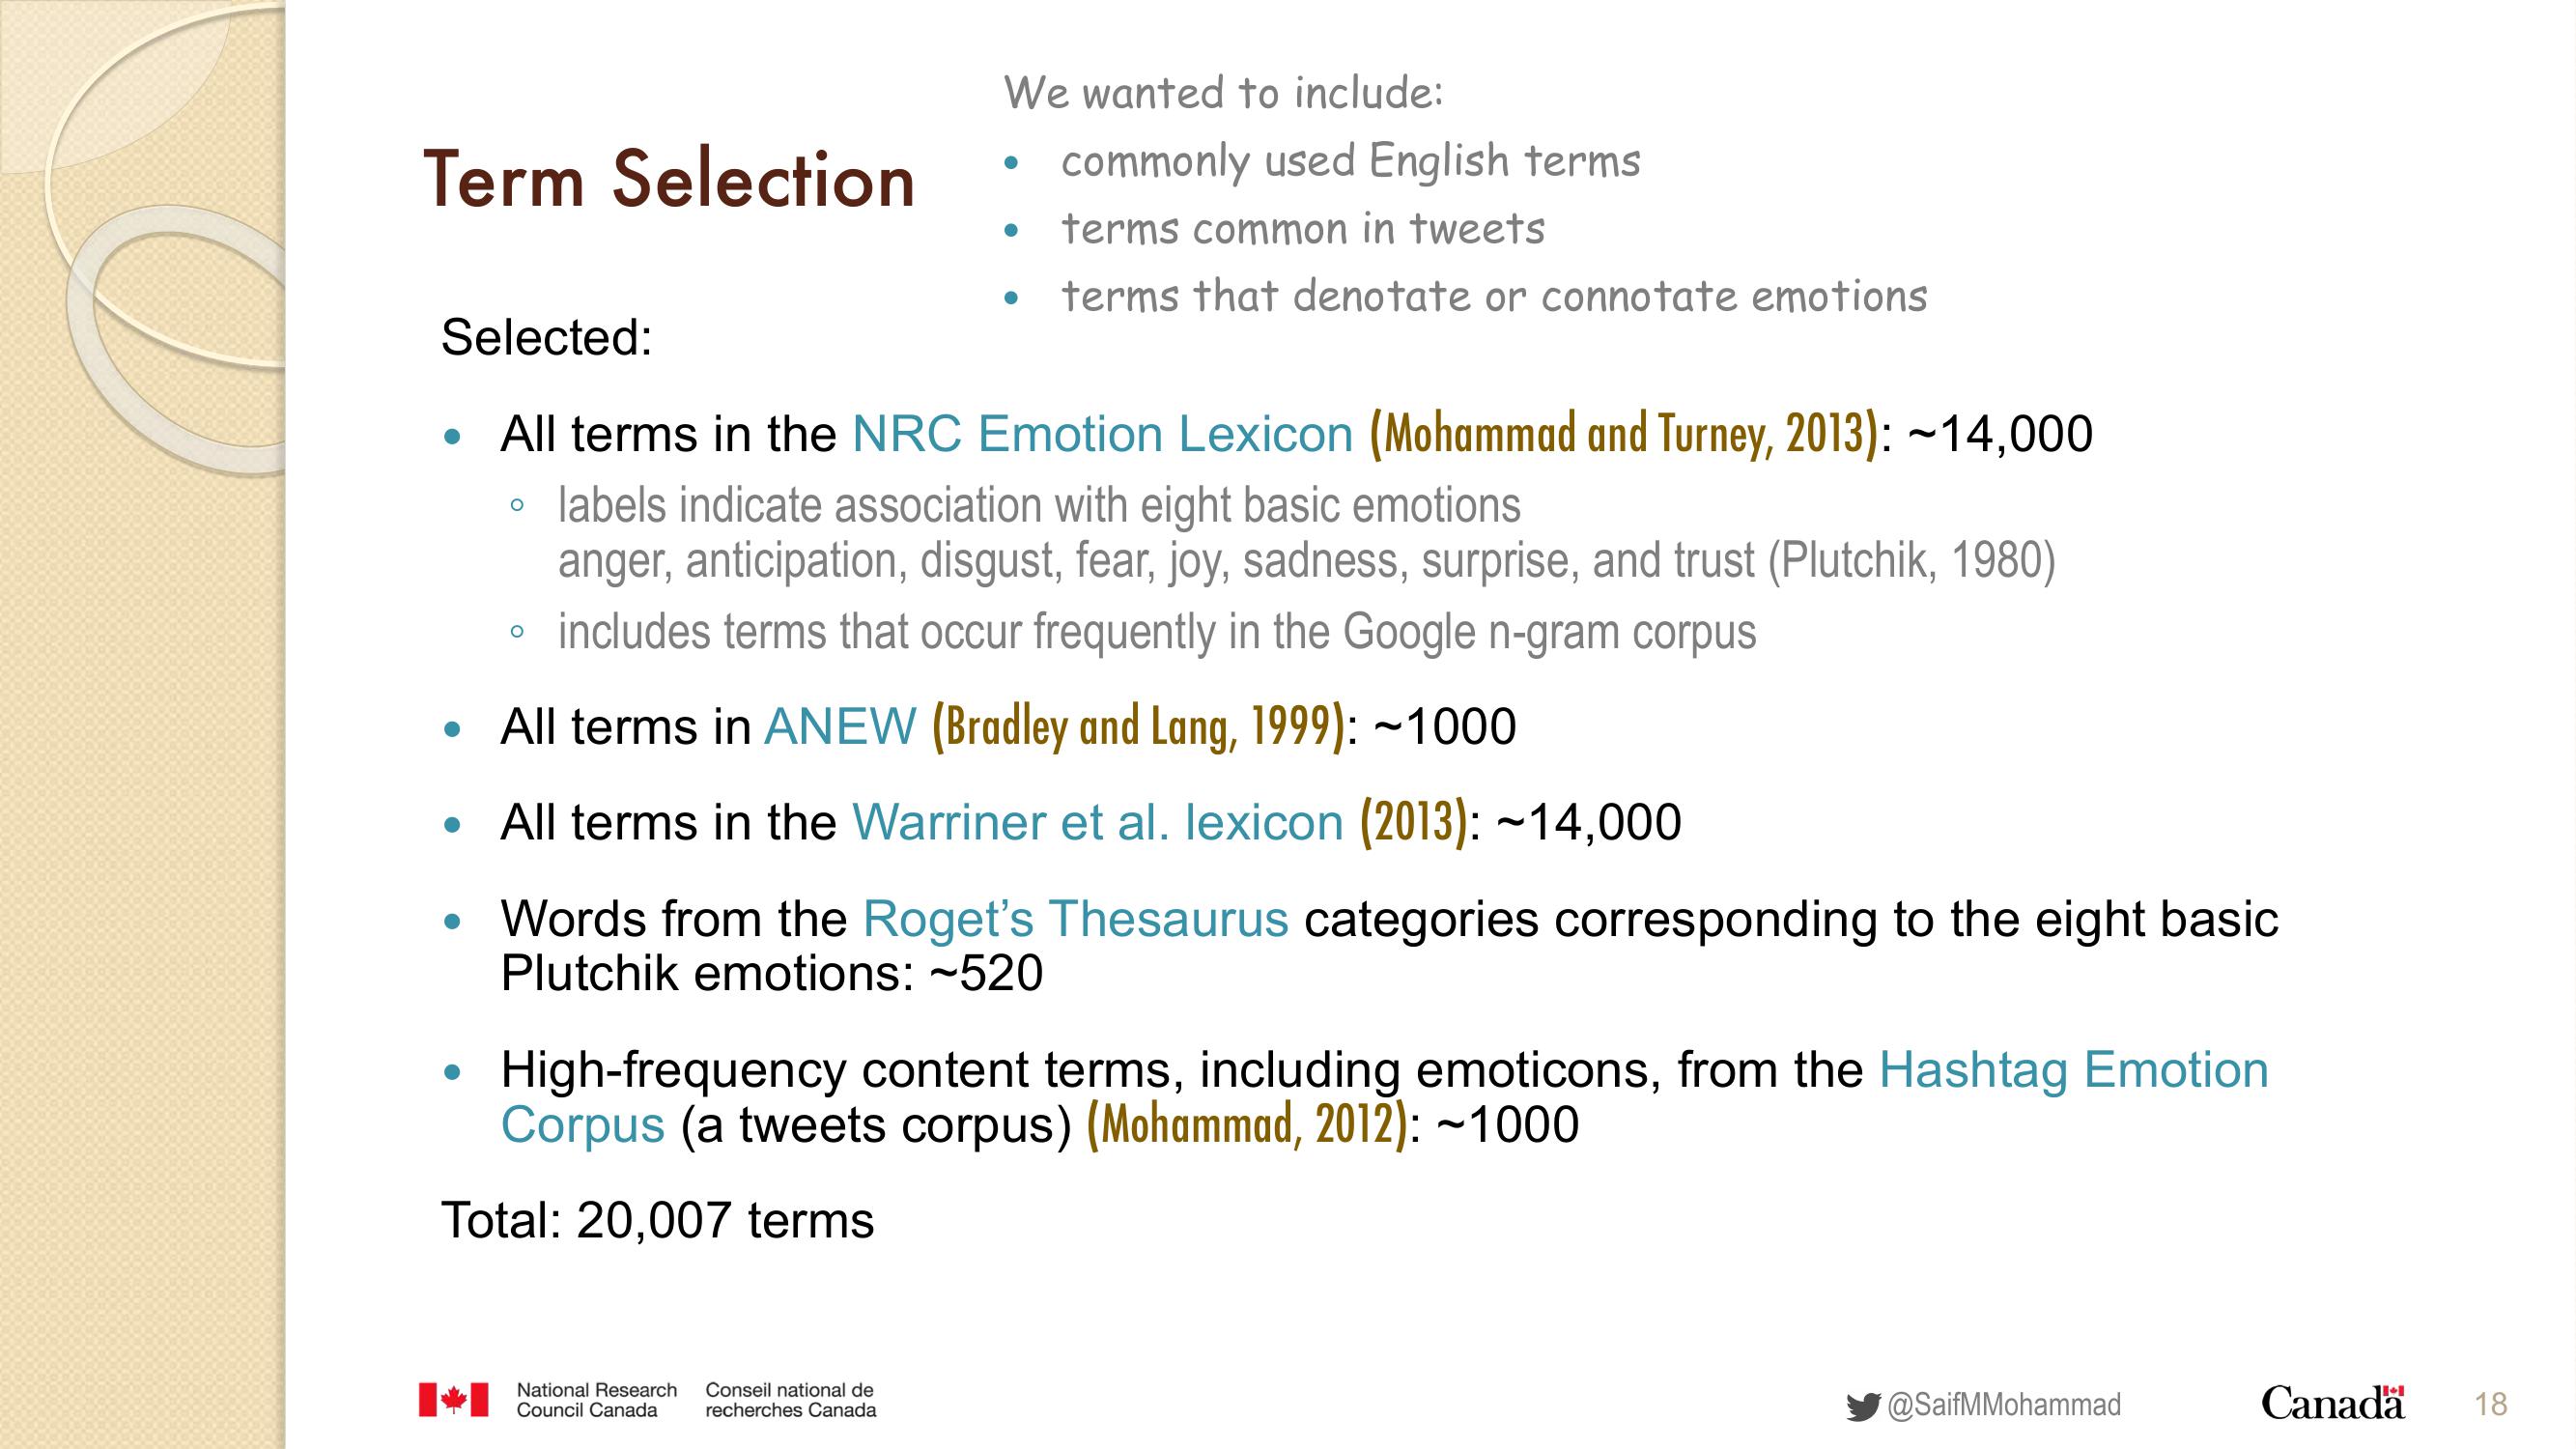 Term Selection
We wanted to include:
• commonly used English terms
• terms common in tweets
• terms that denotate or connotate emotions
Selected:
• All terms in the NRC Emotion Lexicon (Mohammad and Turney, 2013): ~14,000
◦ labels indicate association with eight basic emotions
anger, anticipation, disgust, fear, joy, sadness, surprise, and trust (Plutchik, 1980)
◦ includes terms that occur frequently in the Google n-gram corpus
• All terms in ANEW (Bradley and Lang, 1999): ~1000
• All terms in the Warriner et al. lexicon (2013): ~14,000
• Words from the Roget’s Thesaurus categories corresponding to the eight basic
Plutchik emotions: ~520
• High-frequency content terms, including emoticons, from the Hashtag Emotion
Corpus (a tweets corpus) (Mohammad, 2012): ~1000
Total: 20,007 terms
National Research
Council Canada
Conseil national de
recherches Canada
@SaifMMohammad
Canada
18